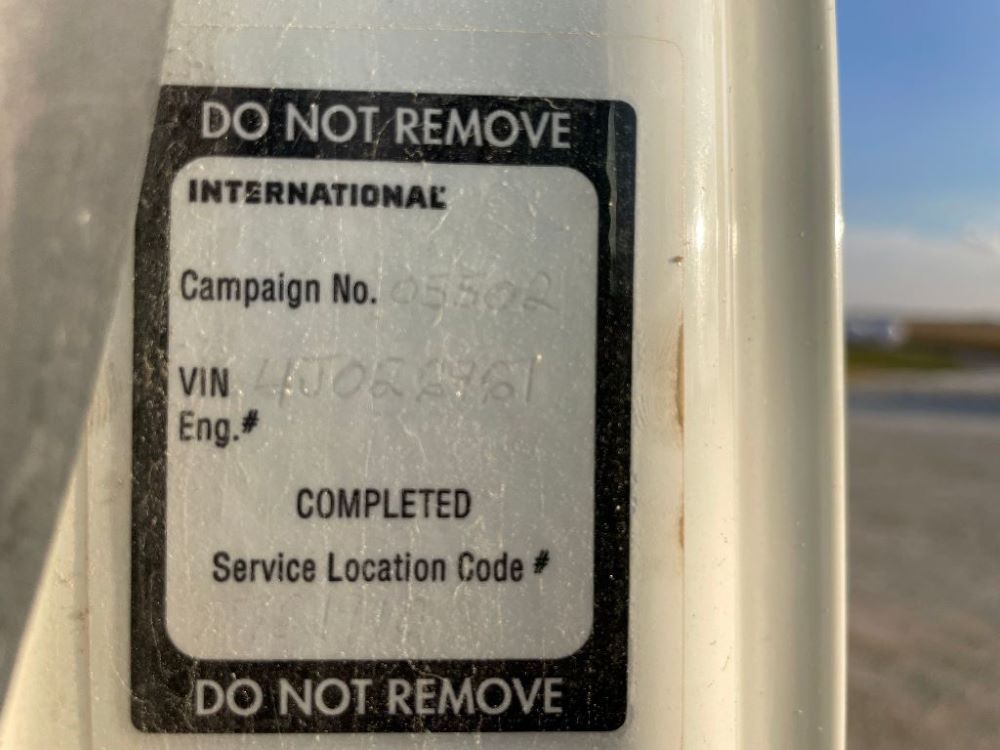 DO NOT REMOVE
INTERNATIONAL
Campaign No. 05502
VIN
Eng.#
COMPLETED
Service Location Code #
DO NOT REMOVE